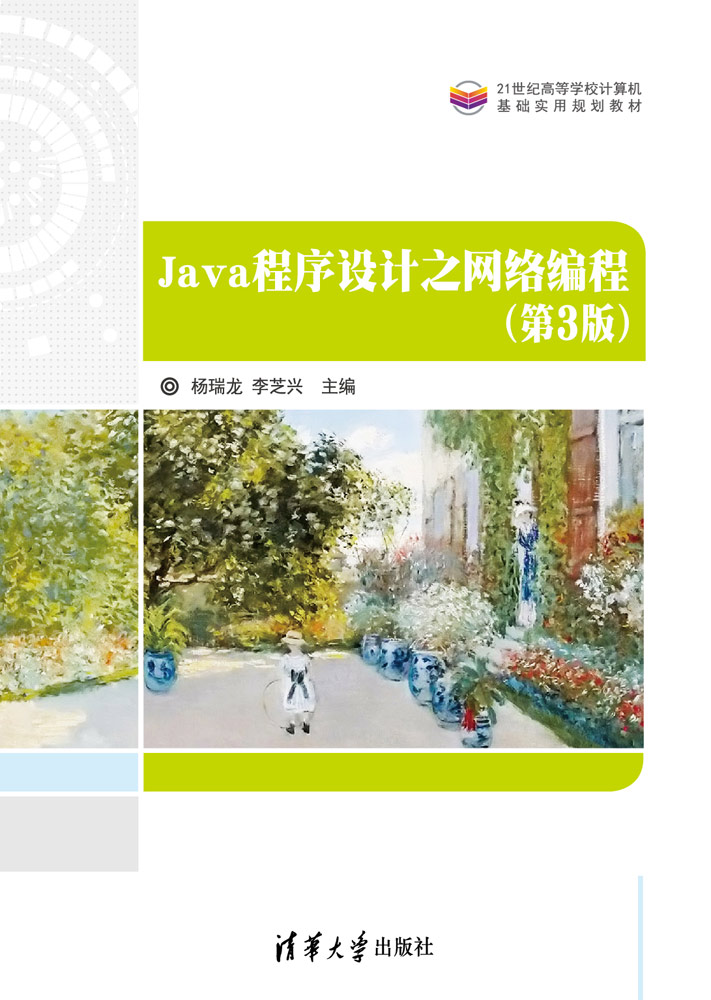 21世纪高等学校计算机
基础实用规划教材
Java程序设计之网络编程
（第3版）
◎ 杨瑞龙 李芝兴 主编
清华大学出版社